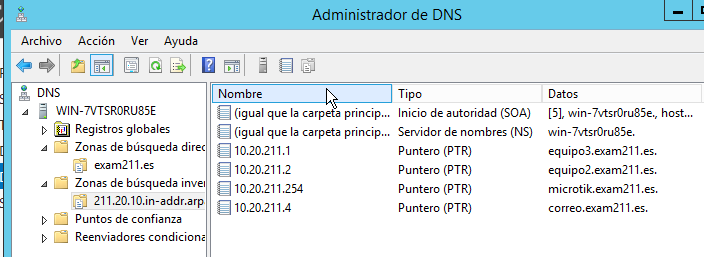 Administrador de DNS
Archivo Acción Ver Ayuda
DNS
WIN-7VTSR0RU85E
Registros globales
Zonas de búsqueda direc
exam211.es
Zonas de búsqueda inver
211.20.10.in-addr.arpa
Puntos de confianza
Reenviadores condicional
Nombre Tipo Datos
(igual que la carpeta princip... Inicio de autoridad (SOA) [5], win-7vtsr0ru85e., host...
(igual que la carpeta princip... Servidor de nombres (NS) win-7vtsr0ru85e.
10.20.211.1 Puntero (PTR) equipo3.exam211.es.
10.20.211.2 Puntero (PTR) equipo2.exam211.es.
10.20.211.254 Puntero (PTR) microtik.exam211.es.
10.20.211.4 Puntero (PTR) correo.exam211.es.